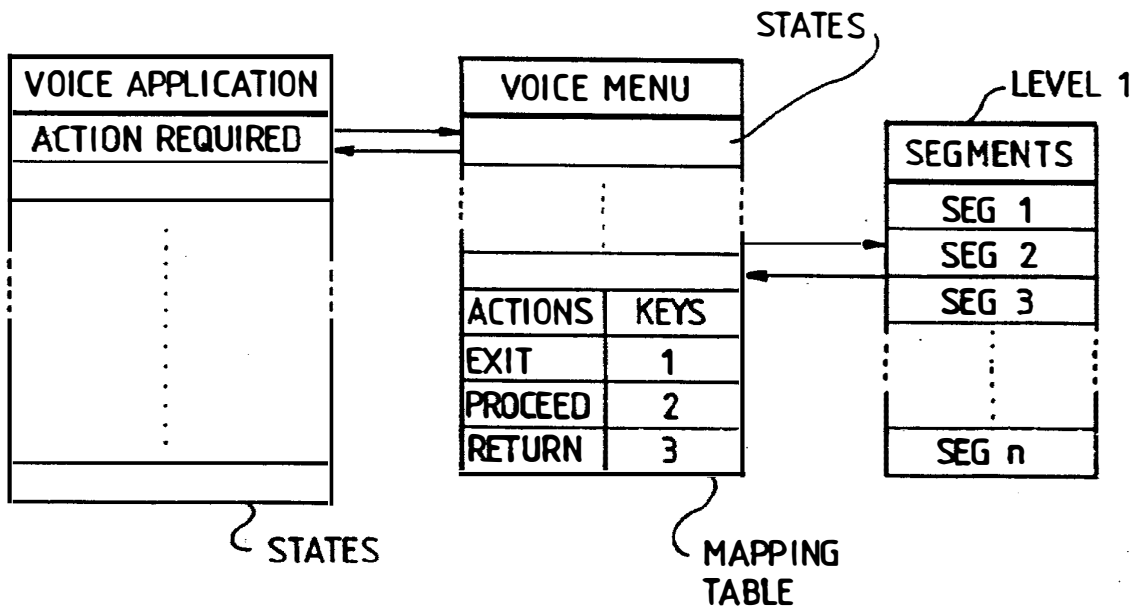 STATES
VOICE APPLICATION
ACTION REQUIRED
STATES
VOICE MENU
ACTIONS KEYS
EXIT 1
PROCEED 2
RETURN 3
MAPPING
TABLE
LEVEL 1
SEGMENTS
SEG 1
SEG 2
SEG 3
SEG n